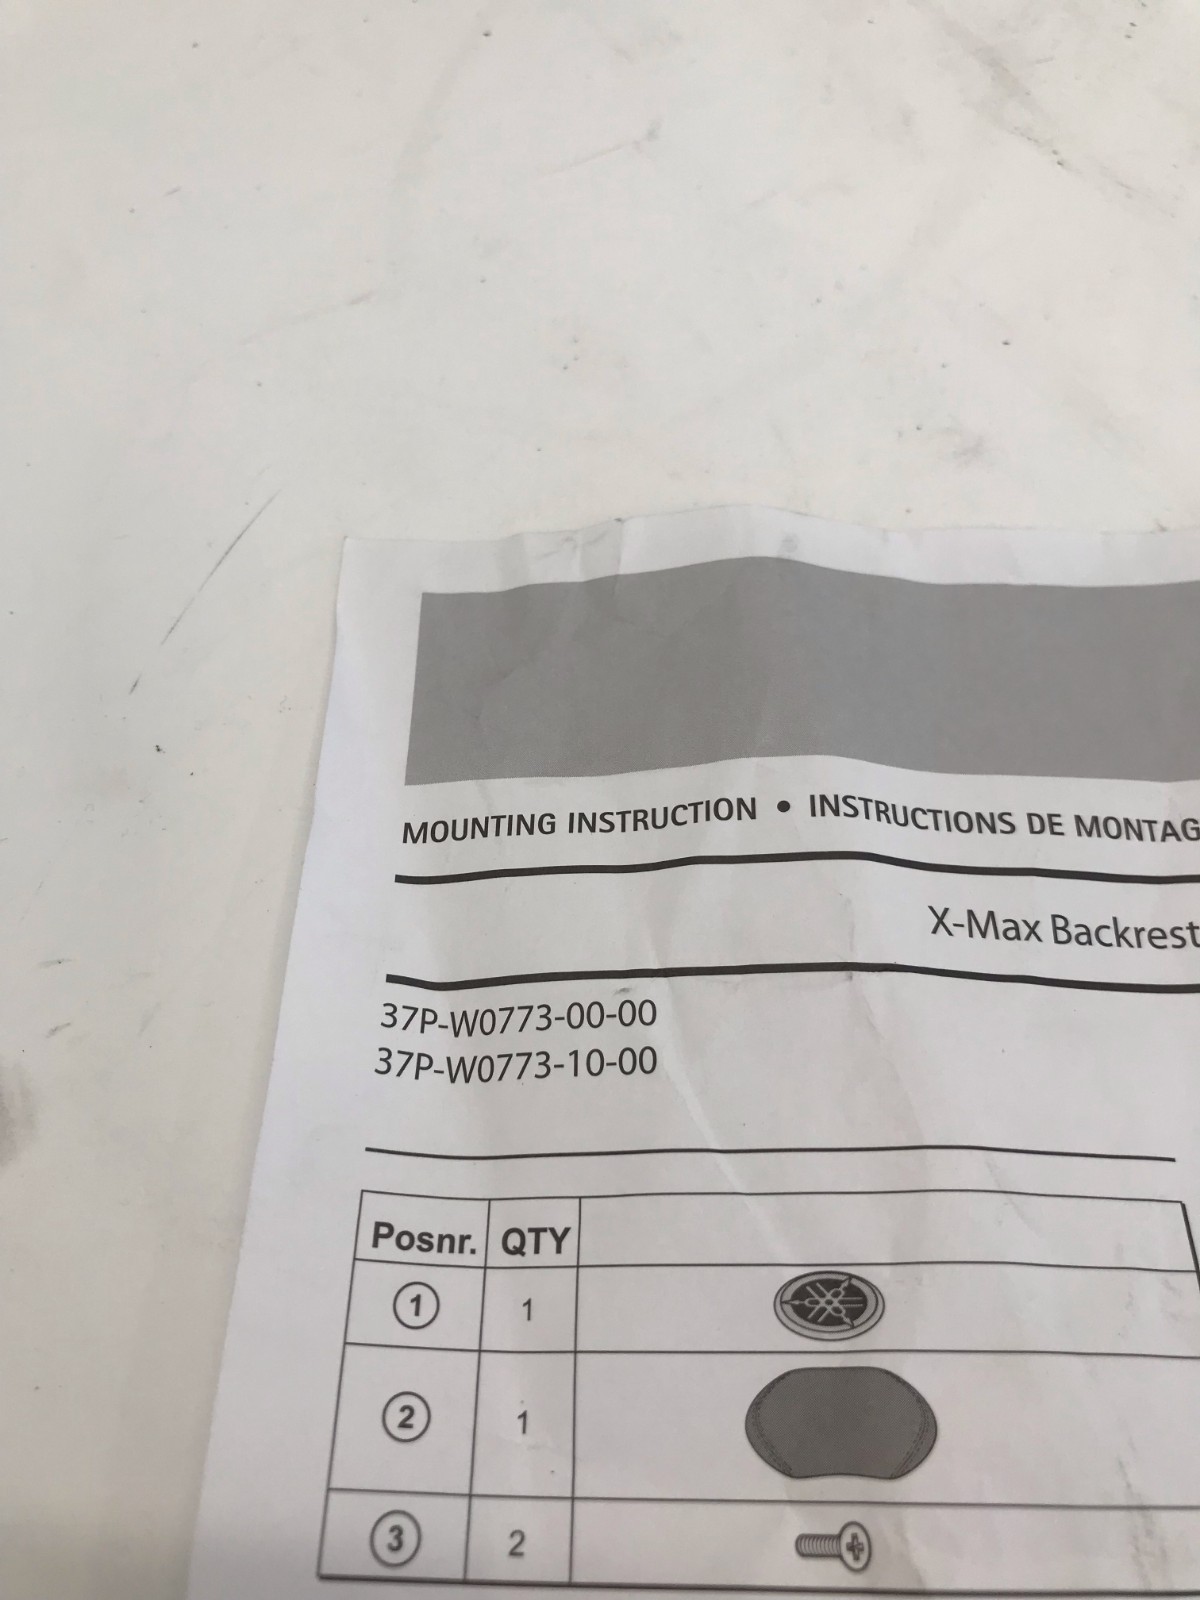 MOUNTING INSTRUCTION • INSTRUCTIONS DE MONTAG
X-Max Backrest
37P-W0773-00-00
37P-W0773-10-00
Posnr. QTY
1 1
2 1
3 2